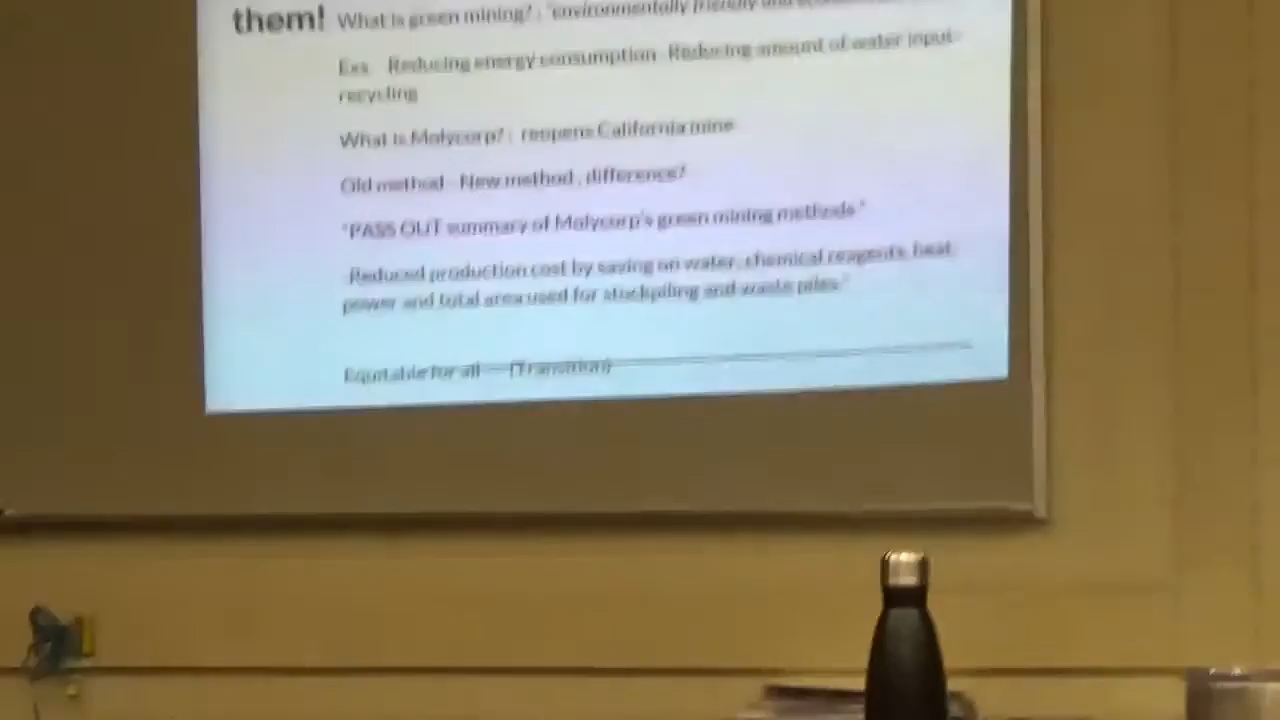 them! What is green mining? : "environmentally friendly and
Exs Reducing energy consumption - Reducing amount of water input-
recycling
What is Molycorp? : reopens California mine
Old method - New method , difference?
*PASS OUT summary of Molycorp's green mining methods*
-Reduced production cost by saving on water, chemical reagents, heat,
power and total area used for stockpiling and waste piles."
Equitable for all --- (Transition)